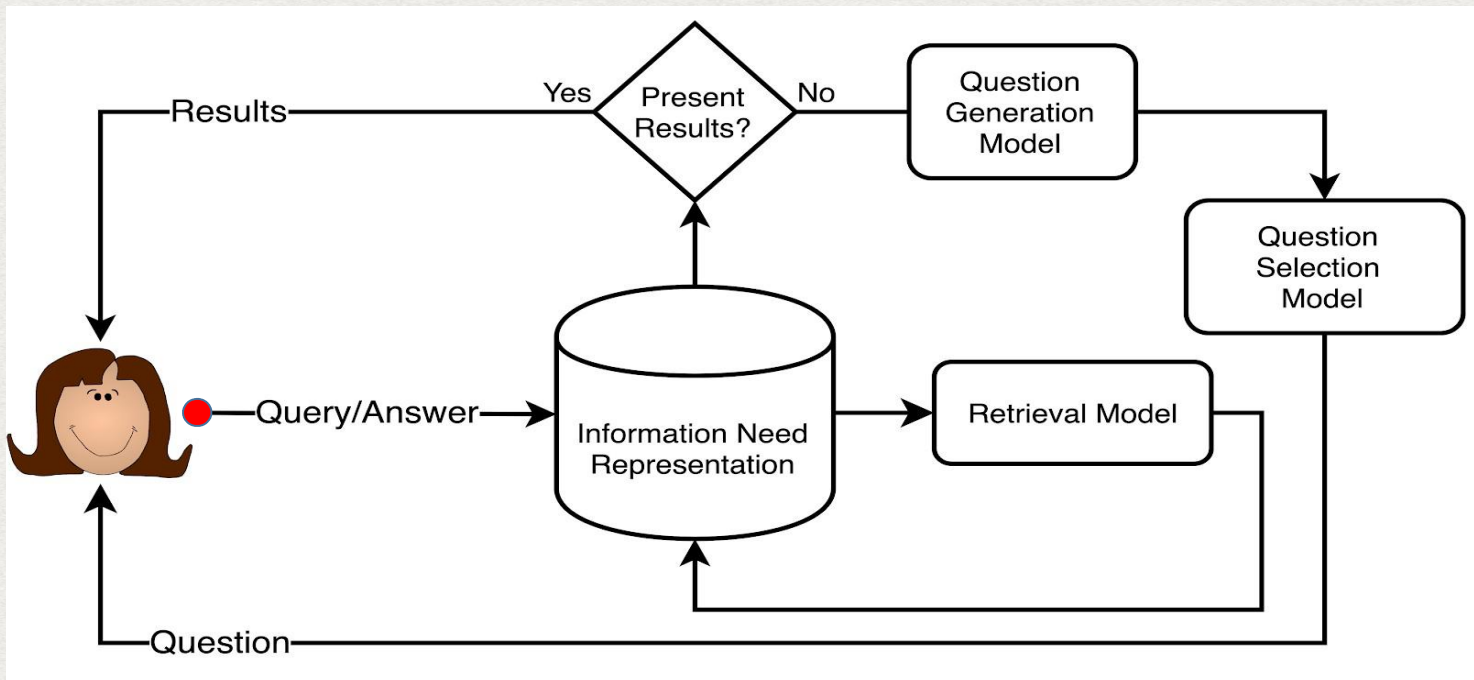 Results
Yes
Present
Results?
No
Question
Generation
Model
Question
Selection
Model
Query/Answer
Information Need
Representation
Retrieval Model
Question